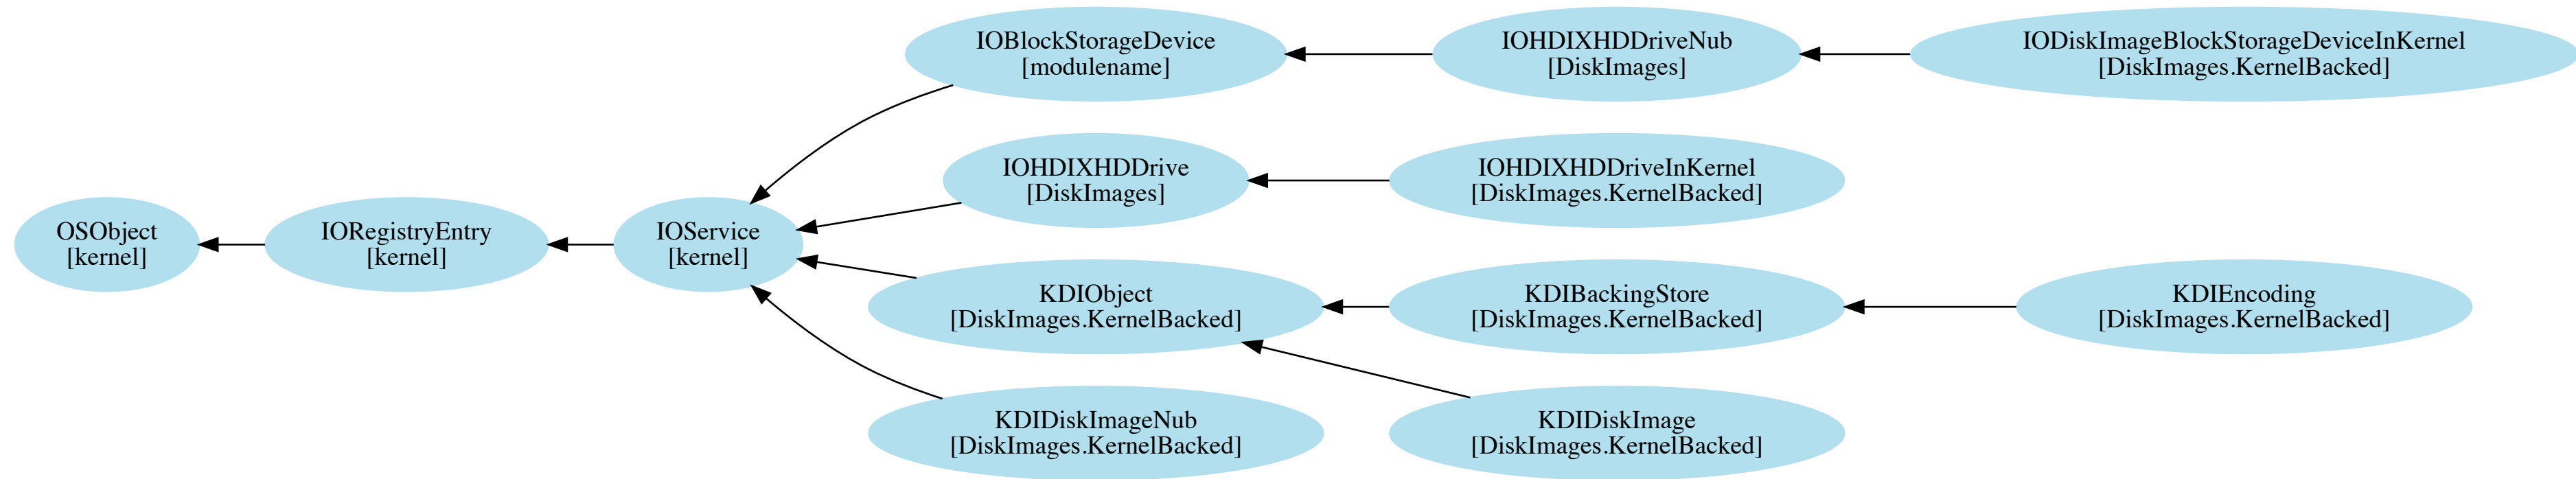 IOBlockStorageDevice
[modulename]
IOHDIXHDDriveNub
[DiskImages]
IODiskImageBlockStorageDeviceInKernel
[DiskImages.KernelBacked]
IOHDIXHDDrive
[DiskImages]
IOHDIXHDDriveInKernel
[DiskImages.KernelBacked]
OSObject
[kernel]
IORegistryEntry
[kernel]
IOService
[kernel]
KDIObject
[DiskImages.KernelBacked]
KDIBackingStore
[DiskImages.KernelBacked]
KDIEncoding
[DiskImages.KernelBacked]
KDIDiskImageNub
[DiskImages.KernelBacked]
KDIDiskImage
[DiskImages.KernelBacked]